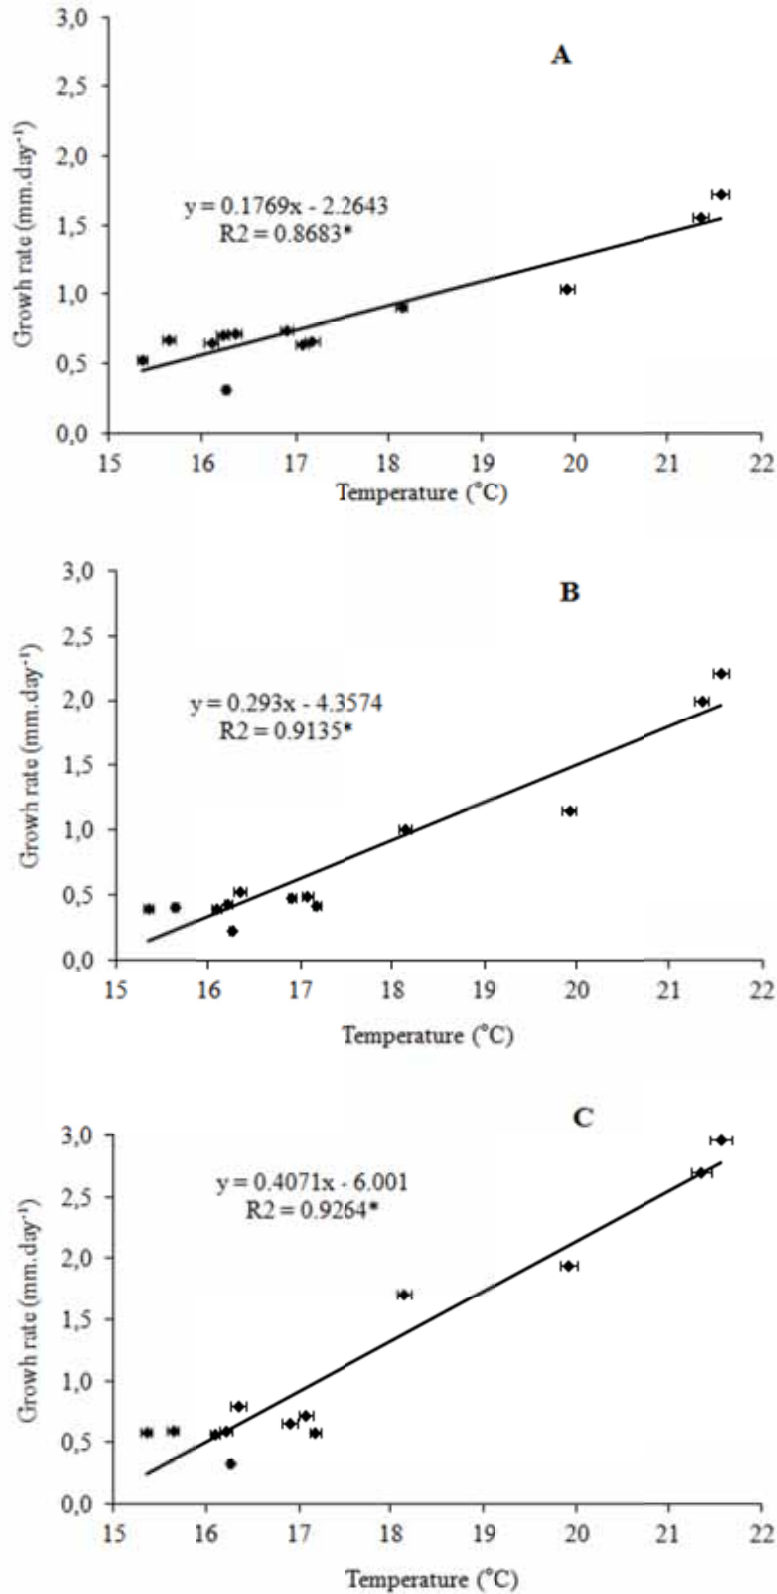 3,0
A
2,5
2,0
Growh rate (mm.day-1)
1,5
y = 0.1769x - 2.2643
R2 = 0.8683*
1,0
0,5
0,0
15 16 17 18 19 20 21 22
Temperature (°C)
3,0
B
2,5
2,0
Growh rate (mm.day-1)
y = 0.293x - 4.3574
R2 = 0.9135*
1,5
1,0
0,5
0,0
15 16 17 18 19 20 21 22
Temperature (°C)
C
3,0
y = 0.4071x - 6.001
R2 = 0.9264*
2,5
2,0
Growh rate (mm.day-1)
1,5
1,0
0,5
0,0
15 16 17 18 19 20 21 22
Temperature (°C)